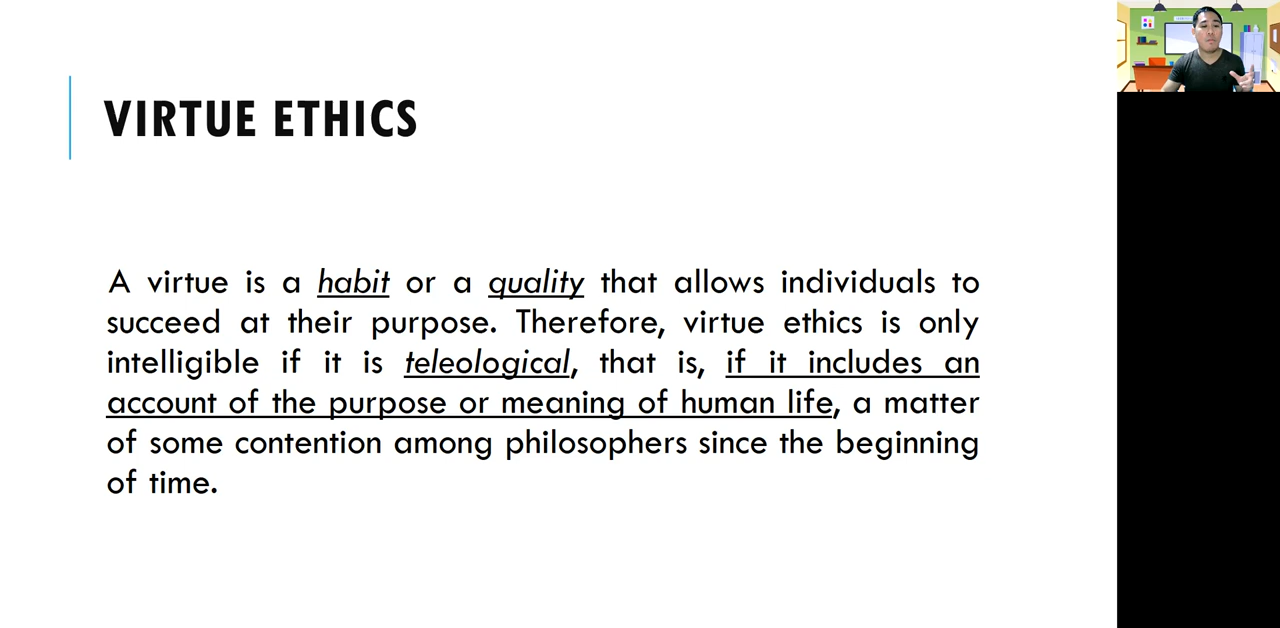 VIRTUE ETHICS
A virtue is a habit or a quality that allows individuals to
succeed at their purpose. Therefore, virtue ethics is only
intelligible if it is teleological, that is, if it includes an
account of the purpose or meaning of human life, a matter
of some contention among philosophers since the beginning
of time.